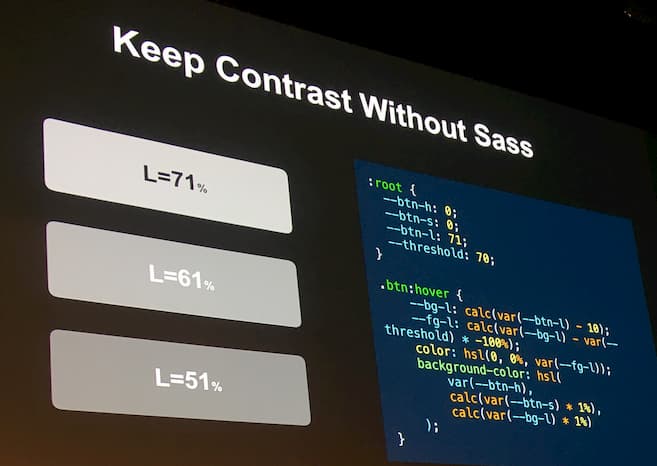 Keep Contrast Without Sass
L=71%
L=61%
L=51%
:root {
--btn-h: 0;
--btn-s: 0;
--btn-l: 71;
--threshold: 70;
}
.btn:hover {
--bg-l: calc(var(--btn-l) - 10);
--fg-l: calc((var(--bg-l) - var(--
threshold) * -100%);
color: hsl(0, 0%, var(--fg-l));
background-color: hsl(
var(--btn-h),
calc(var(--btn-s) * 1%),
calc(var(--bg-l) * 1%)
);
}